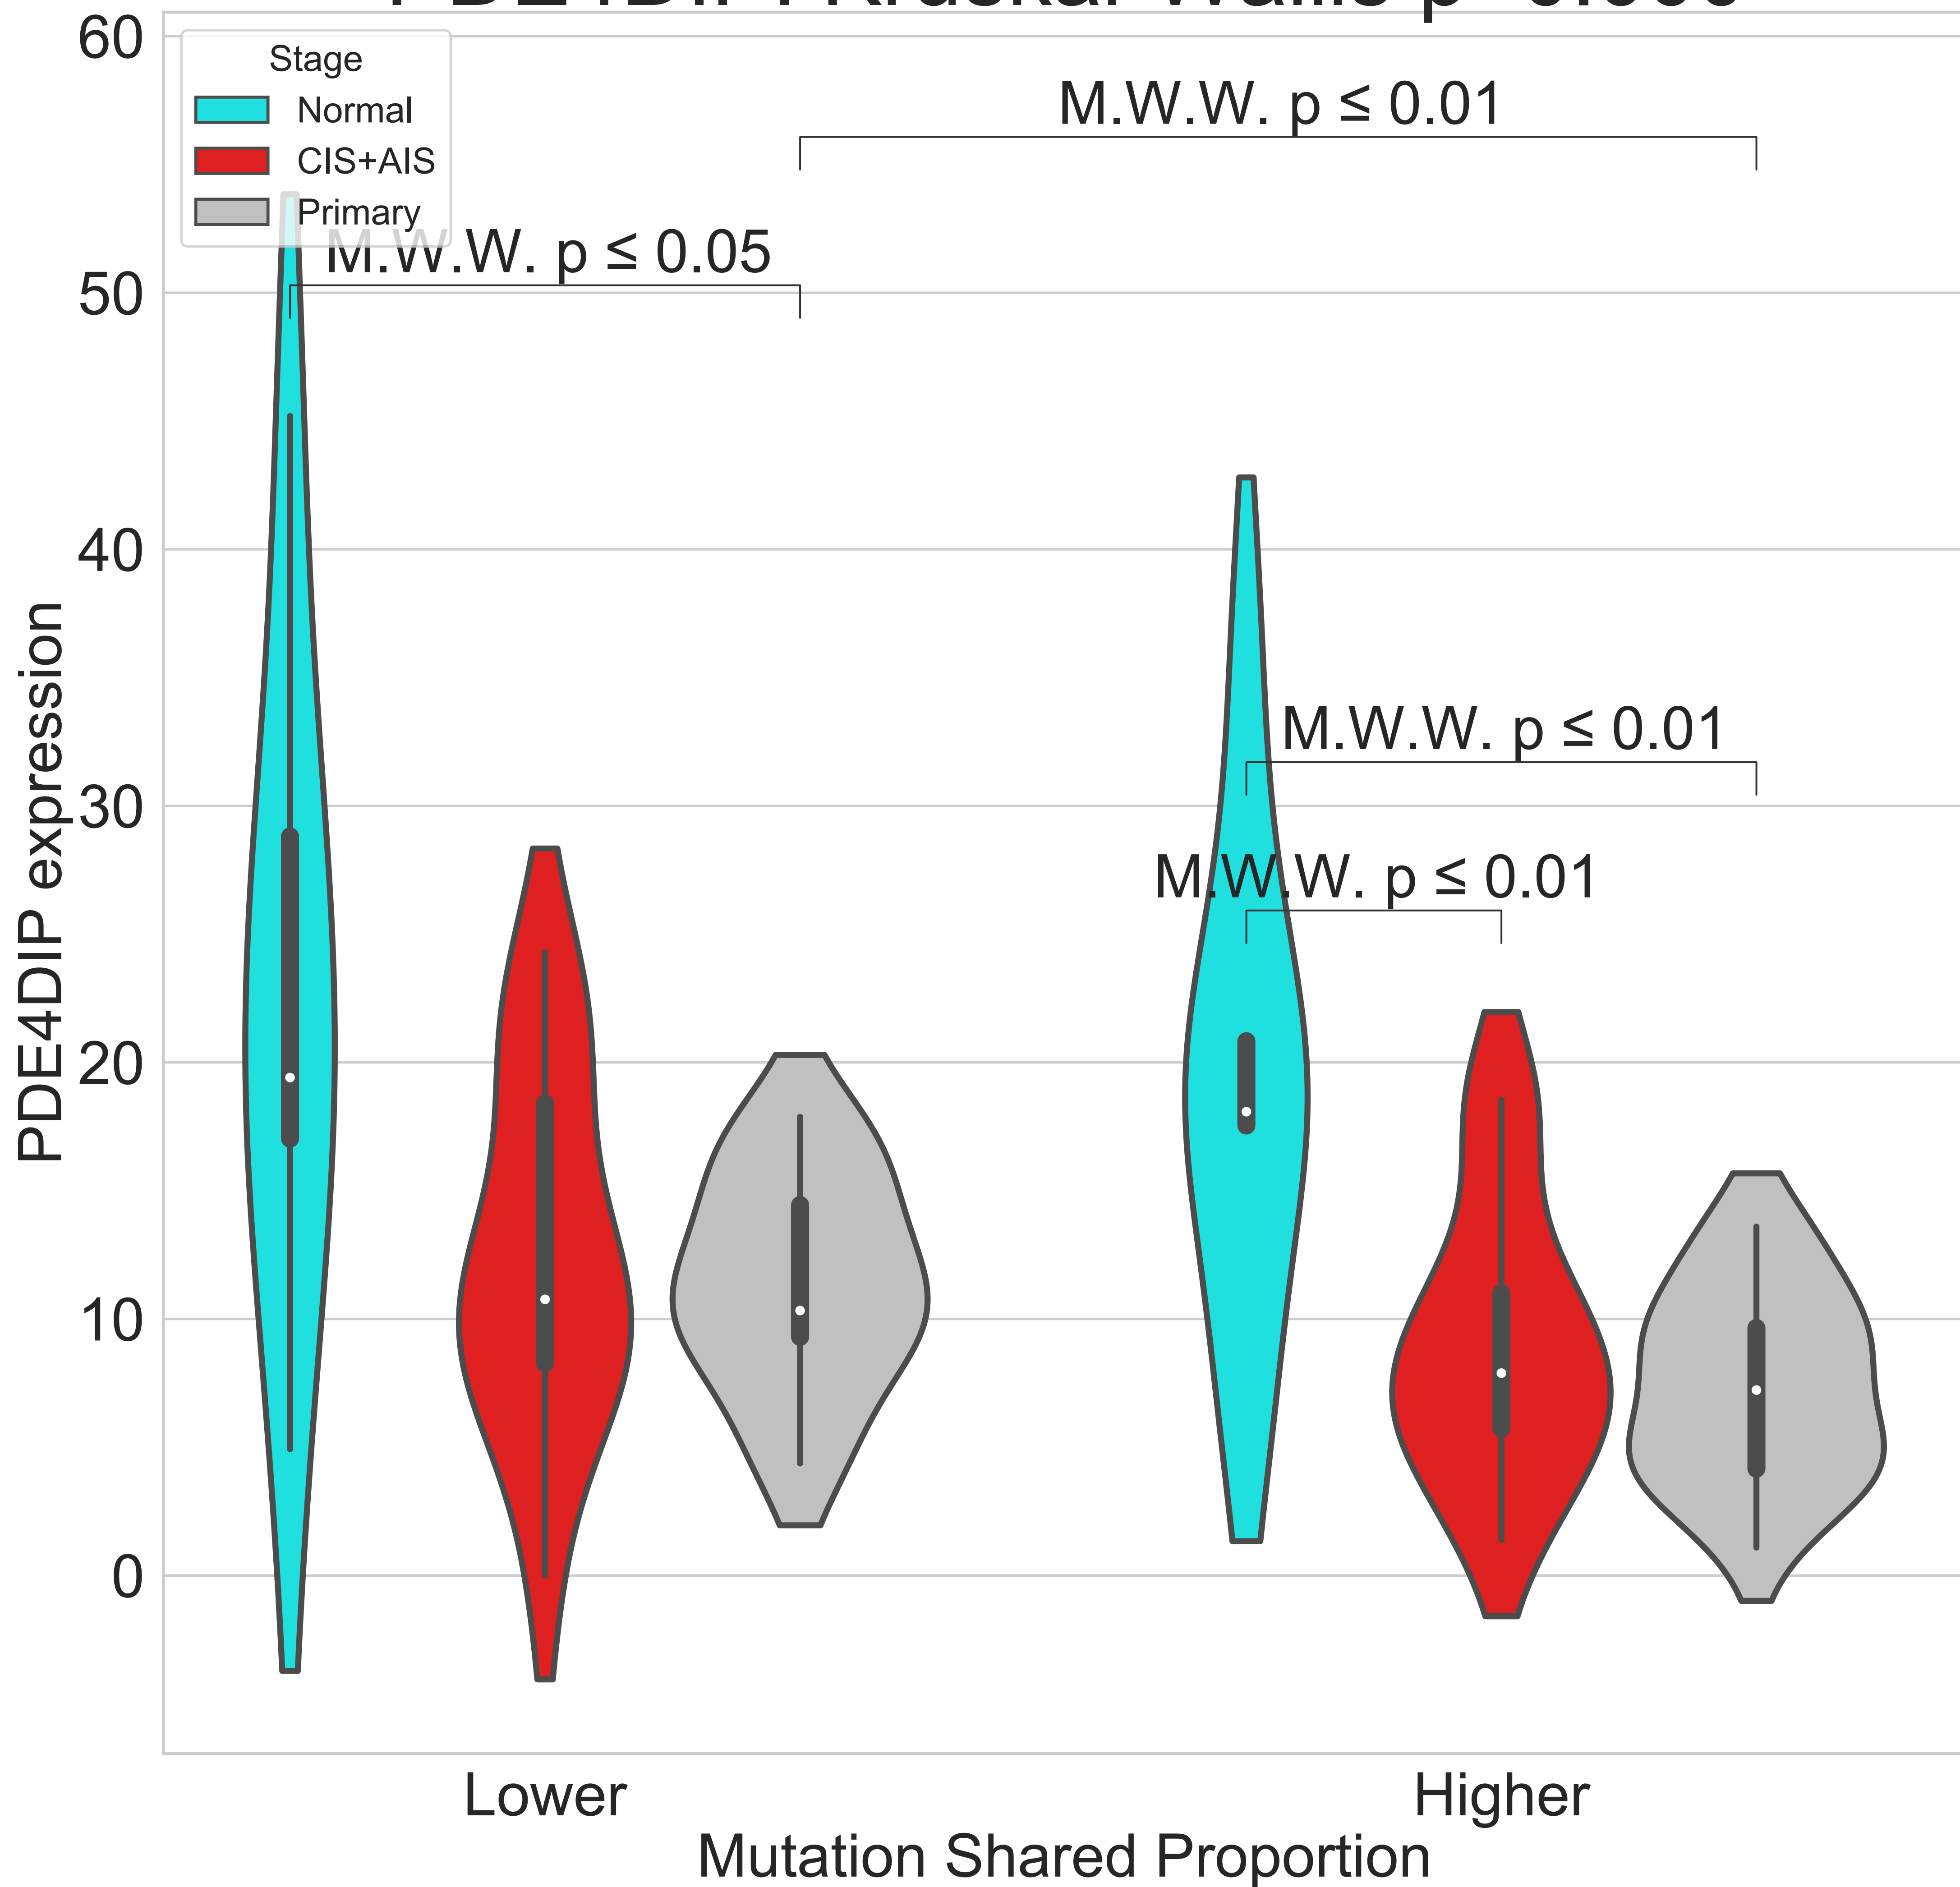 60
Stage
Normal
CIS+AIS
Primary
M.W.W. p ≤ 0.01
M.W.W. p ≤ 0.05
50
40
M.W.W. p ≤ 0.01
30
M.W.W. p ≤ 0.01
20
10
0
PDE4DIP expression
Lower
Higher
Mutation Shared Proportion